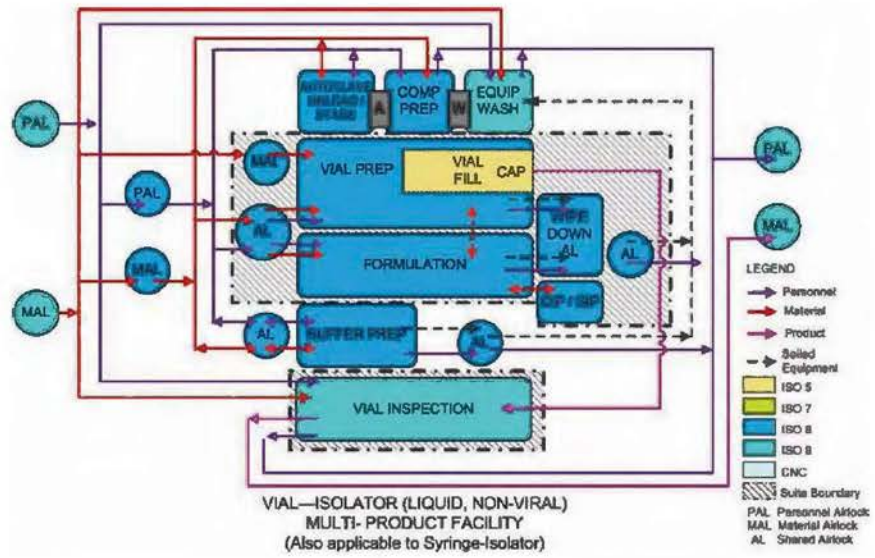 AUTOCLAVE
UNLOAD /
STAGE
A
COMP
PREP
W
EQUIP
WASH
PAL
MAL
VIAL PREP
VIAL
FILL
CAP
PAL
PAL
AL
WIPE
DOWN
AL
AL
MAL
FORMULATION
MAL
CIP / SIP
MAL
AL
BUFFER PREP
AL
VIAL INSPECTION
LEGEND
Personnel
Material
Product
Soiled
Equipment
ISO 5
ISO 7
ISO 8
ISO 9
CNC
Suite Boundary
PAL Personnel Airlock
MAL Material Airlock
AL Shared Airlock
VIAL—ISOLATOR (LIQUID, NON-VIRAL)
MULTI- PRODUCT FACILITY
(Also applicable to Syringe-Isolator)